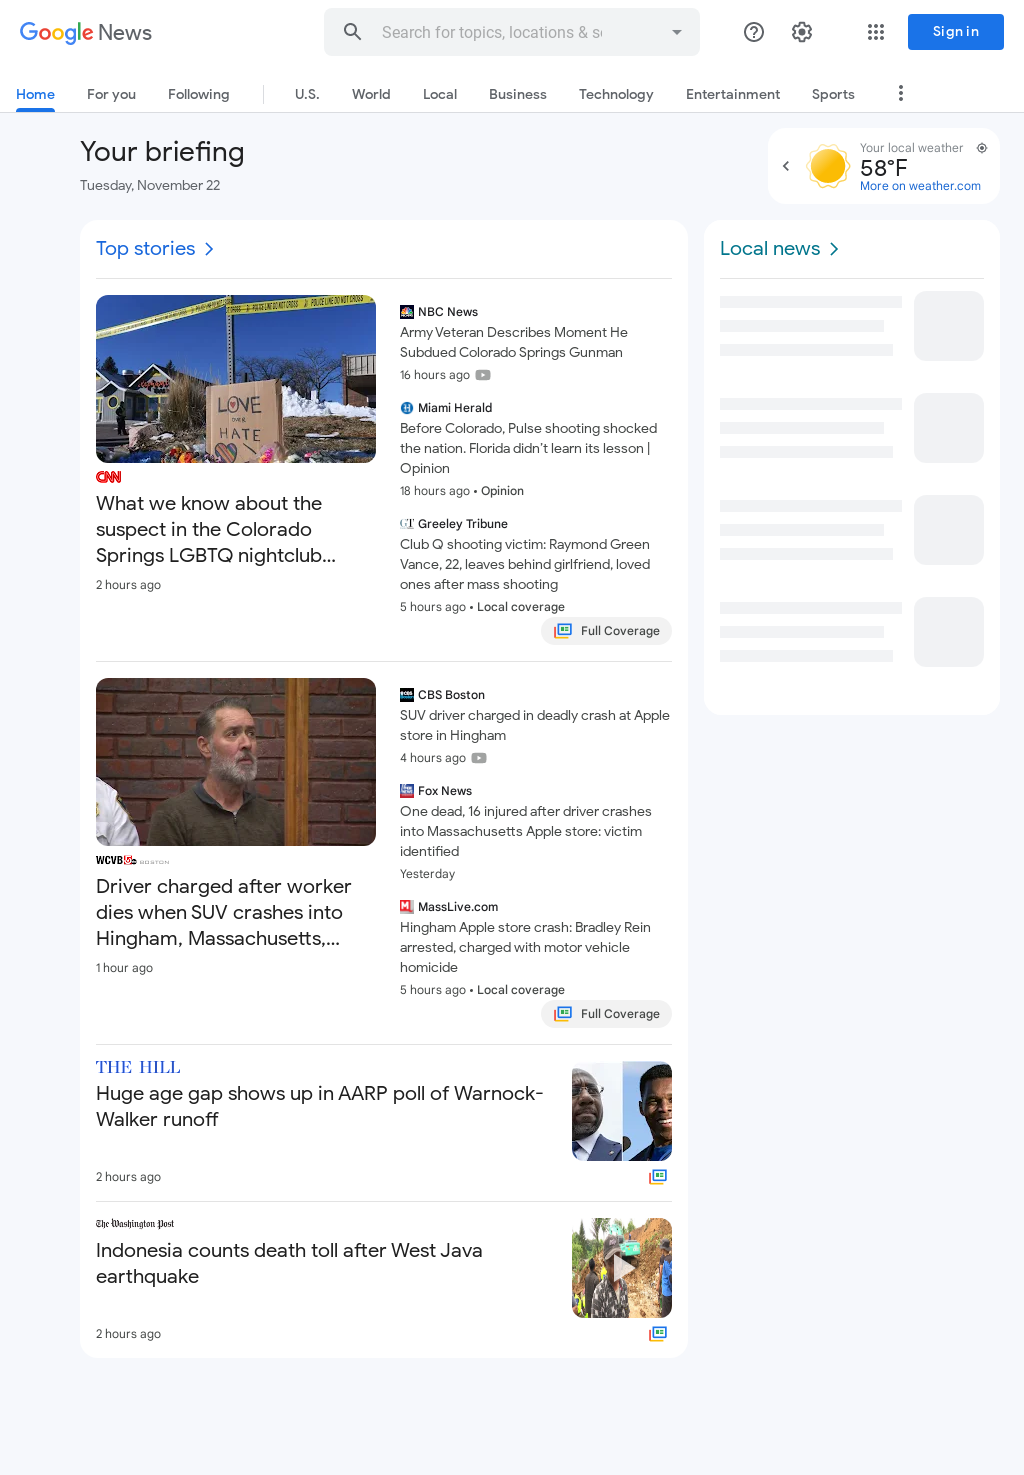 Google News
Search for topics, locations & so
Sign in
Home
For you
Following
U.S.
World
Local
Business
Technology
Entertainment
Sports
Your briefing
Tuesday, November 22
Your local weather
58°F
More on weather.com
Top stories
POLICE LINE DO NOT CROSS
LOVE
OVER
HATE
CNN
What we know about the
suspect in the Colorado
Springs LGBTQ nightclub...
2 hours ago
NBC News
Army Veteran Describes Moment He
Subdued Colorado Springs Gunman
16 hours ago
Miami Herald
Before Colorado, Pulse shooting shocked
the nation. Florida didn't learn its lesson |
Opinion
18 hours ago • Opinion
GT Greeley Tribune
Club Q shooting victim: Raymond Green
Vance, 22, leaves behind girlfriend, loved
ones after mass shooting
5 hours ago • Local coverage
Full Coverage
WCVB 5 BOSTON
Driver charged after worker
dies when SUV crashes into
Hingham, Massachusetts,...
1 hour ago
CBS Boston
SUV driver charged in deadly crash at Apple
store in Hingham
4 hours ago
Fox News
One dead, 16 injured after driver crashes
into Massachusetts Apple store: victim
identified
Yesterday
MassLive.com
Hingham Apple store crash: Bradley Rein
arrested, charged with motor vehicle
homicide
5 hours ago • Local coverage
Full Coverage
THE HILL
Huge age gap shows up in AARP poll of Warnock-
Walker runoff
2 hours ago
The Washington Post
Indonesia counts death toll after West Java
earthquake
2 hours ago
Local news